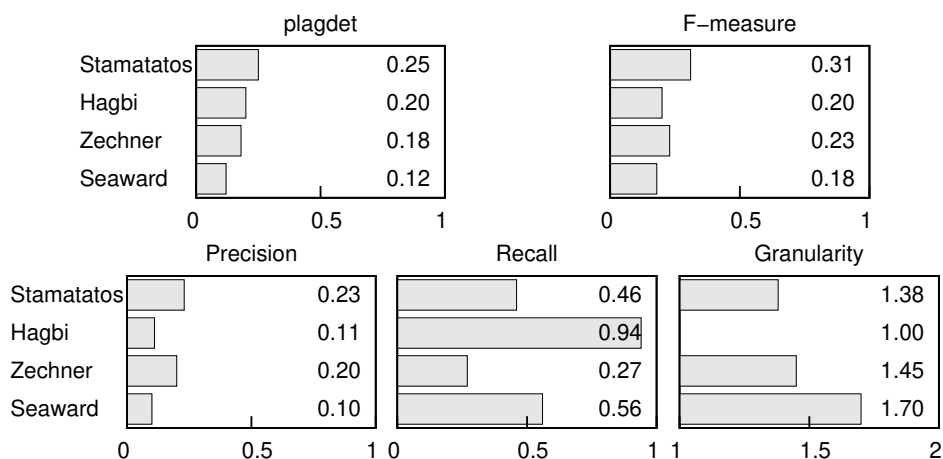 plagdet F−measure
Stamatatos 0.25 0.31
Hagbi 0.20 0.20
Zechner 0.18 0.23
Seaward 0.12 0.18
0 0.5 1 0 0.5 1
Precision Recall Granularity
Stamatatos 0.23 0.46 1.38
Hagbi 0.11 0.94 1.00
Zechner 0.20 0.27 1.45
Seaward 0.10 0.56 1.70
0 0.5 1 0 0.5 1 1 1.5 2